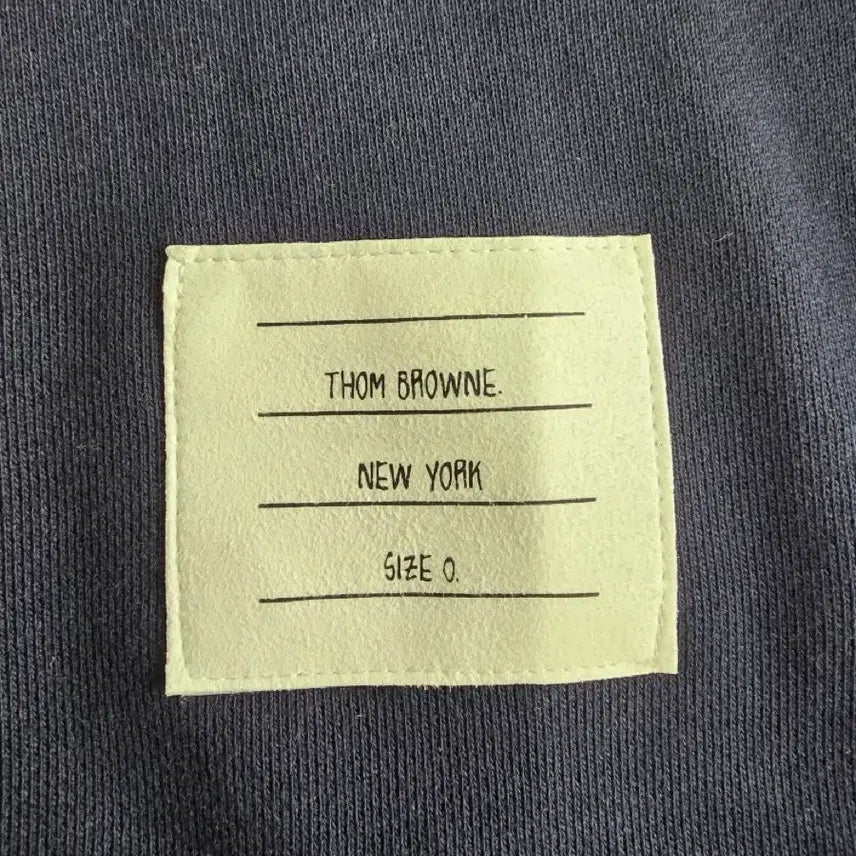 THOM BROWNE.
NEW YORK
SIZE 0.